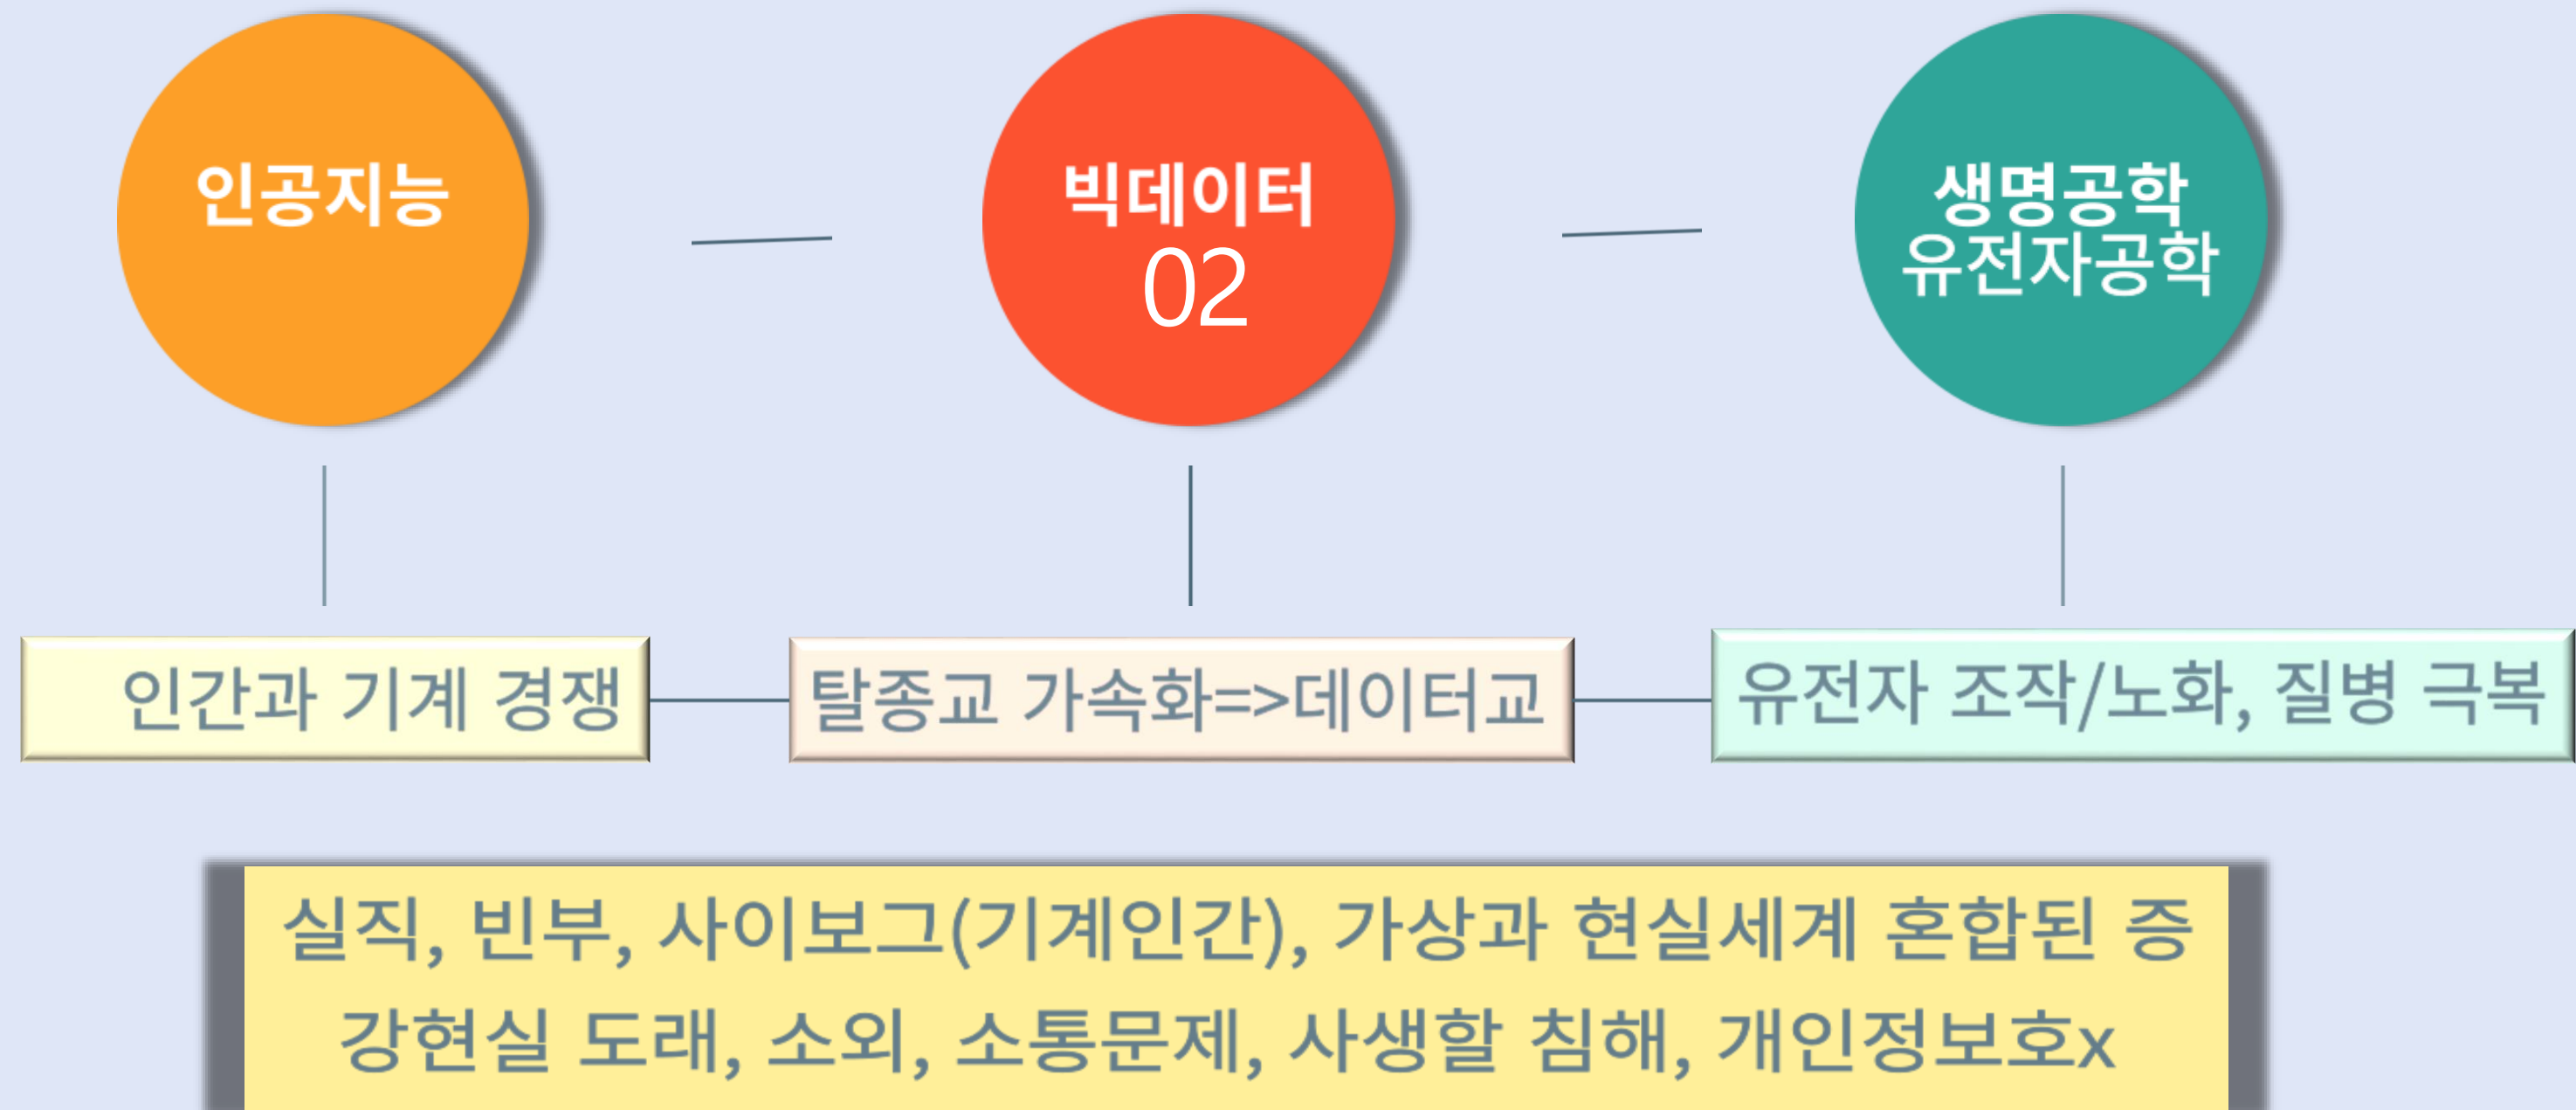 인공지능
빅데이터
02
생명공학
유전자공학
인간과 기계 경쟁
탈종교 가속화=>데이터교
유전자 조작/노화, 질병 극복
실직, 빈부, 사이보그(기계인간), 가상과 현실세계 혼합된 증
강현실 도래, 소외, 소통문제, 사생할 침해, 개인정보호x